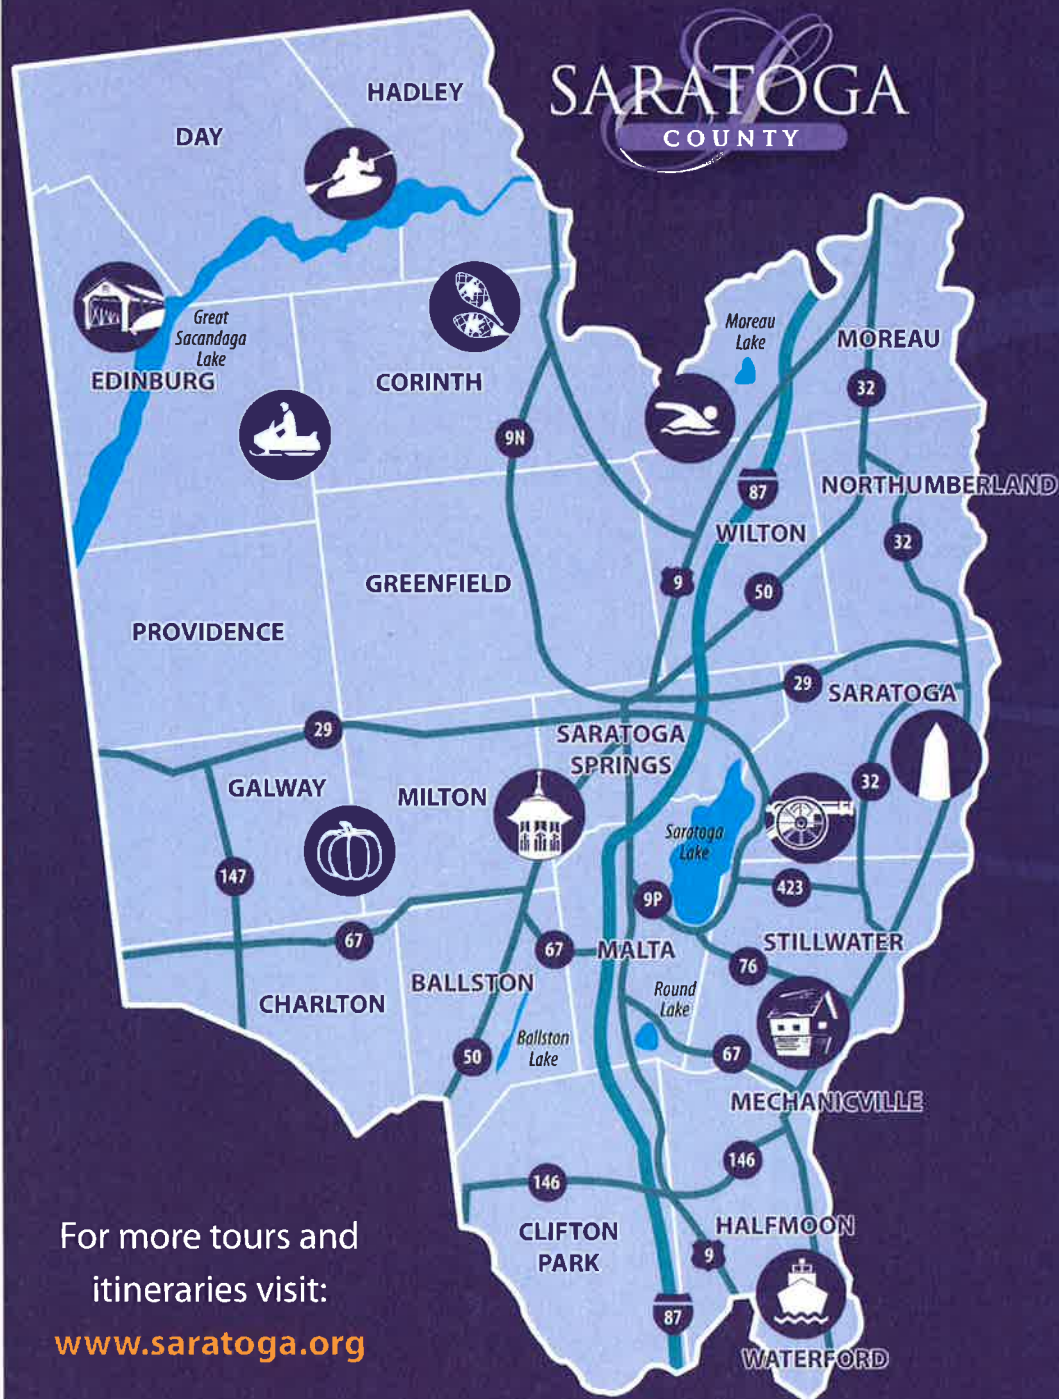 SARATOGA
COUNTY
HADLEY
DAY
Great
Sacandaga
Lake
EDINBURG
CORINTH
Moreau
Lake
MOREAU
32
9N
87
NORTHUMBERLAND
WILTON
32
9
50
GREENFIELD
PROVIDENCE
29
SARATOGA
29
SARATOGA
SPRINGS
GALWAY
MILTON
32
Saratoga
Lake
147
423
9P
67
67
MALTA
STILLWATER
76
BALLSTON
CHARLTON
Round
Lake
Ballston
Lake
50
67
MECHANICVILLE
146
146
CLIFTON
PARK
HALFMOON
9
87
WATERFORD
For more tours and
itineraries visit:
www.saratoga.org